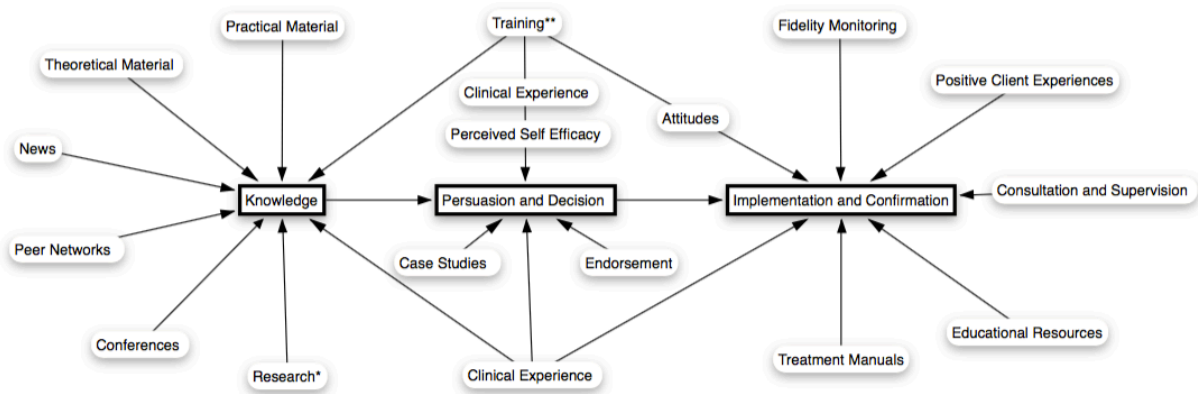 Practical Material
Training**
Fidelity Monitoring
Theoretical Material
Clinical Experience
Positive Client Experiences
Attitudes
Perceived Self Efficacy
News
Knowledge
Persuasion and Decision
Implementation and Confirmation
Consultation and Supervision
Peer Networks
Case Studies
Endorsement
Conferences
Educational Resources
Research*
Clinical Experience
Treatment Manuals